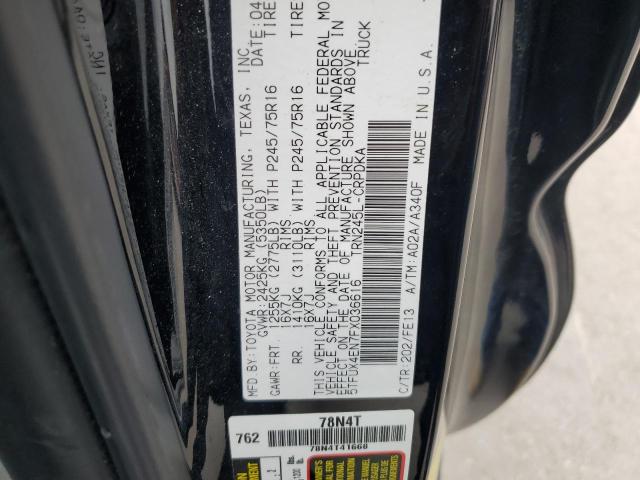 MFD.BY:TOYOTA MOTOR MANUFACTURING, TEXAS, INC. DATE:04
GVWR:2425KG (5350LB)
GAWR:FRT. 1255KG (2775LB) WITH P245/75R16 TIRE
16X7J RIMS
RR. 1410KG (3110LB) WITH P245/75R16 TIRE
16X7J RIMS
THIS VEHICLE CONFORMS TO ALL APPLICABLE FEDERAL MO
VEHICLE SAFETY AND THEFT PREVENTION STANDARDS IN
EFFECT ON THE DATE OF MANUFACTURE SHOWN ABOVE.
5TFUX4EN7FX036616 TRUCK
TRN245L-CRPDKA
C/TR:202/FE13 A/TM:A02A/A340F MADE IN U.S.A.
762 78N4T
78N4T41668